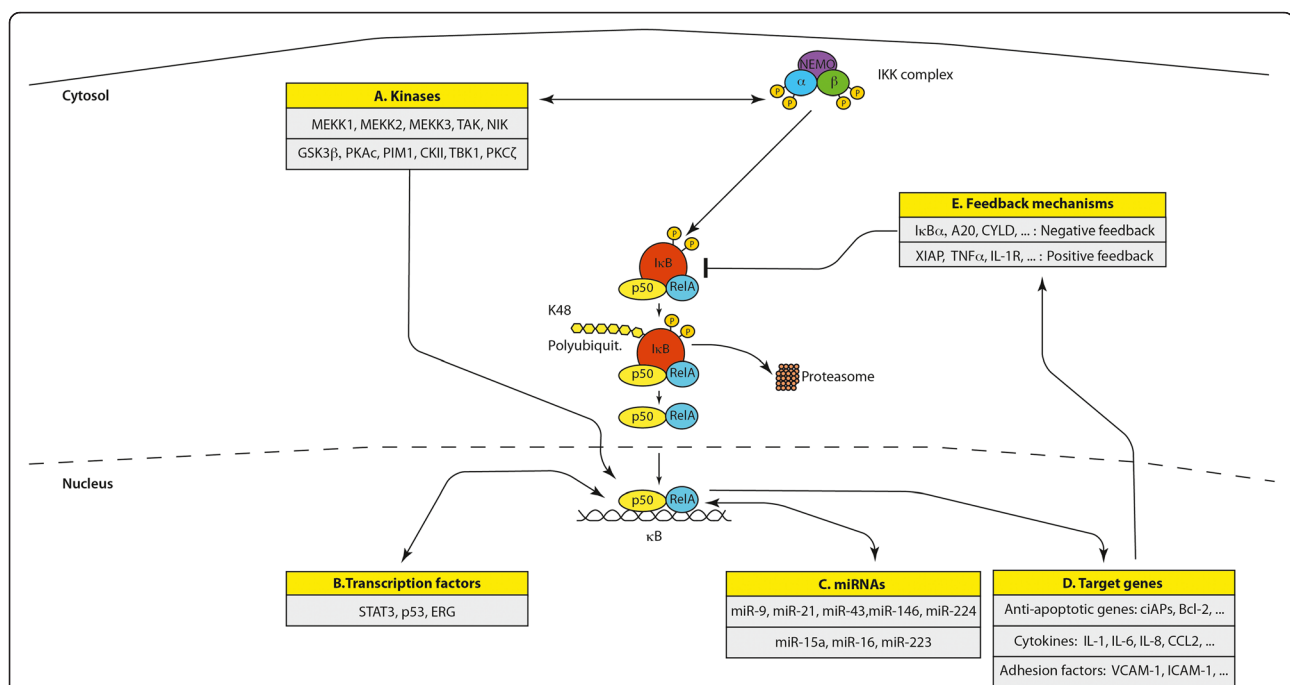 NEMO
α
β
P
P
P
P
IKK complex
Cytosol
A. Kinases
MEKK1, MEKK2, MEKK3, TAK, NIK
GSK3β, PKAc, PIM1, CKII, TBK1, PKCζ
E. Feedback mechanisms
IκBα, A20, CYLD, ... : Negative feedback
XIAP, TNFα, IL-1R, ... : Positive feedback
P
P
IκB
p50
RelA
K48
Polyubiquit.
P
P
IκB
p50
RelA
Proteasome
p50
RelA
Nucleus
p50
RelA
κB
B.Transcription factors
STAT3, p53, ERG
C. miRNAs
miR-9, miR-21, miR-43,miR-146, miR-224
miR-15a, miR-16, miR-223
D. Target genes
Anti-apoptotic genes: ciAPs, Bcl-2, ...
Cytokines: IL-1, IL-6, IL-8, CCL2, ...
Adhesion factors: VCAM-1, ICAM-1, ...